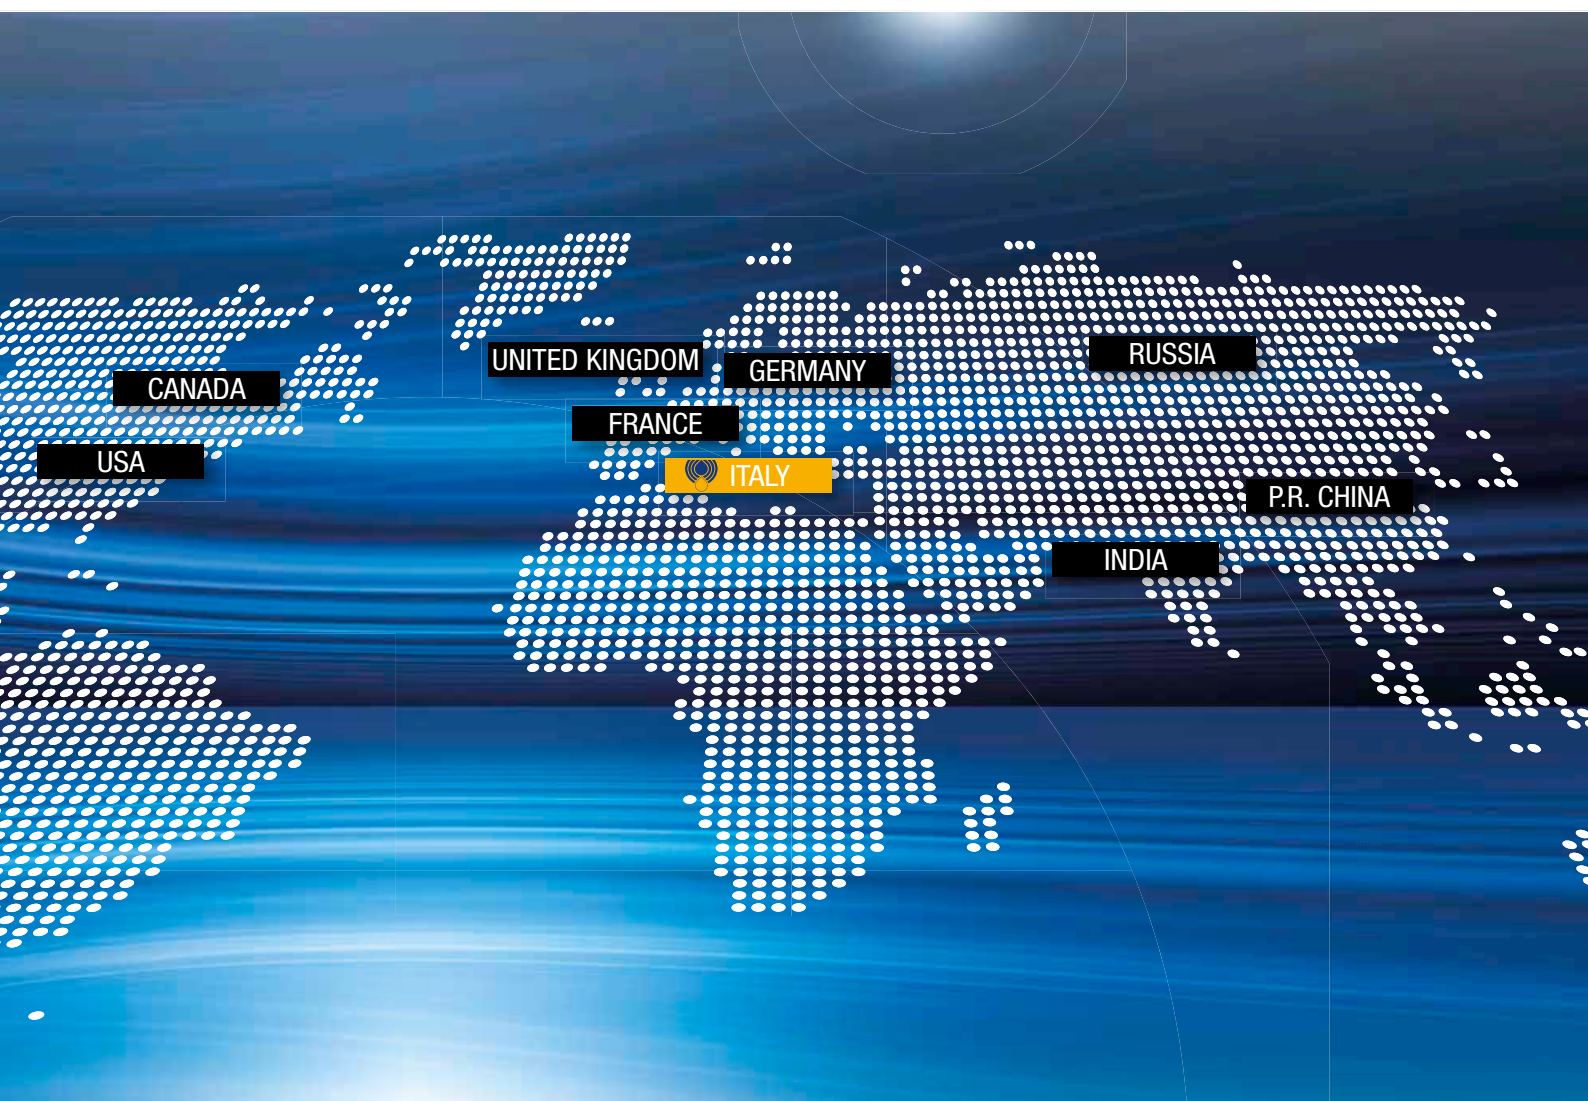 UNITED KINGDOM
GERMANY
RUSSIA
CANADA
FRANCE
USA
ITALY
P.R. CHINA
INDIA